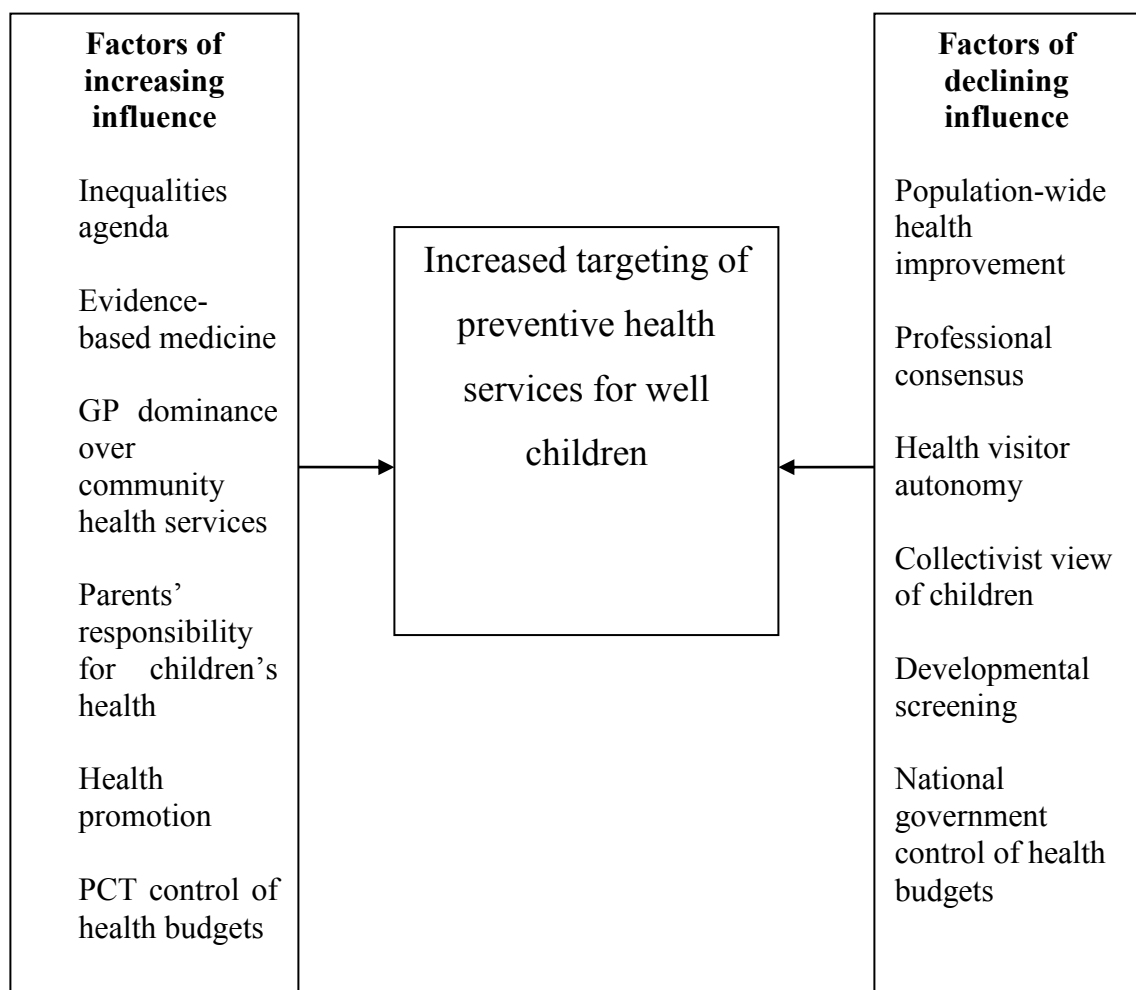 Factors of
increasing
influence
Inequalities
agenda
Evidence-
based medicine
GP dominance
over
community
health services
Parents’
responsibility
for children’s
health
Health
promotion
PCT control of
health budgets
Increased targeting of
preventive health
services for well
children
Factors of
declining
influence
Population-wide
health
improvement
Professional
consensus
Health visitor
autonomy
Collectivist view
of children
Developmental
screening
National
government
control of health
budgets